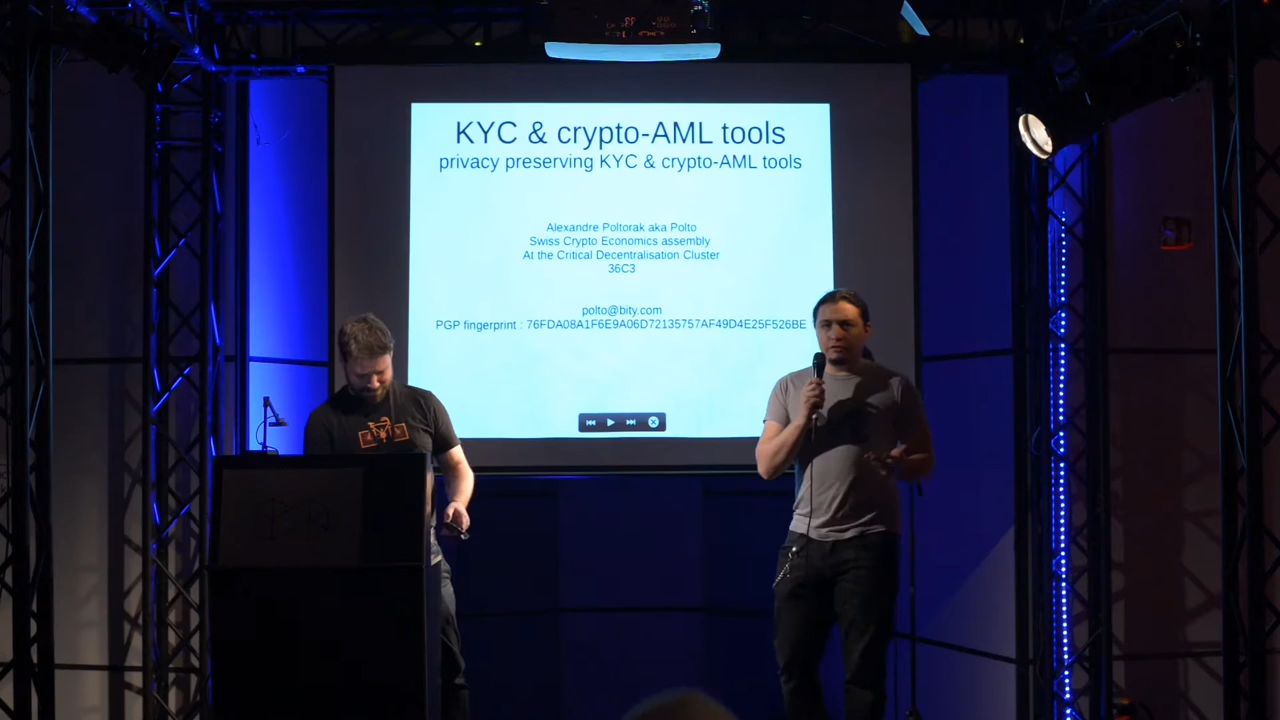 KYC & crypto-AML tools
privacy preserving KYC & crypto-AML tools
Alexandre Poltorak aka Polto
Swiss Crypto Economics assembly
At the Critical Decentralisation Cluster
36C3
polto@bity.com
PGP fingerprint : 76FDA08A1F6E9A06D72135757AF49D4E25F526BE